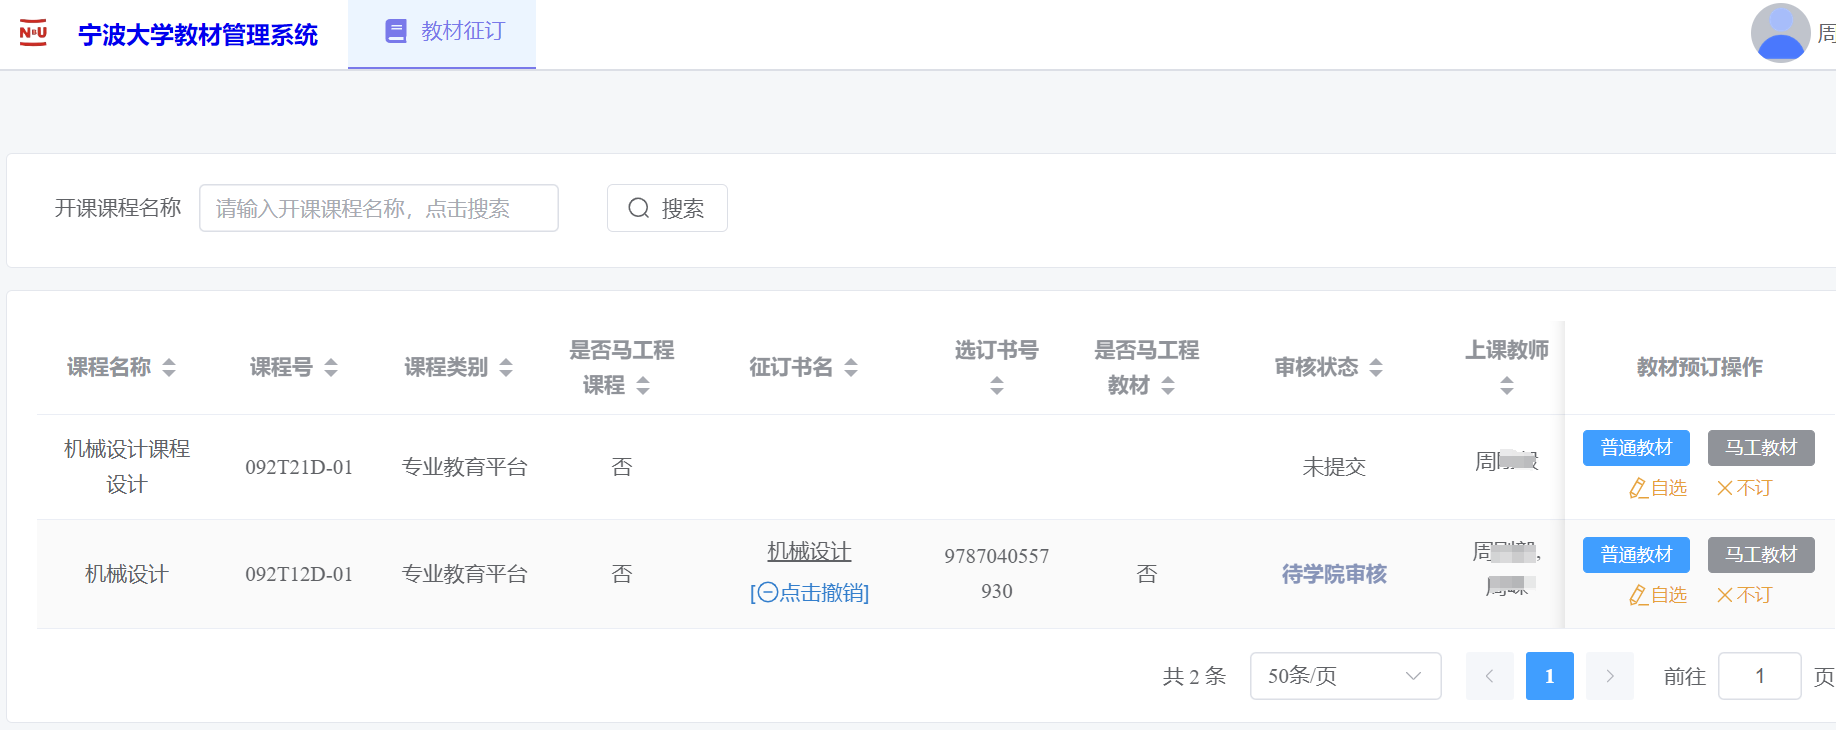 NBU 宁波大学教材管理系统 教材征订 周
开课课程名称 请输入开课课程名称，点击搜索 搜索
课程名称 课程号 课程类别 是否马工程课程 征订书名 选订书号 是否马工程教材 审核状态 上课教师 教材预订操作
机械设计课程设计 092T21D-01 专业教育平台 否 未提交 周 普通教材 马工教材
自选 不订
机械设计 092T12D-01 专业教育平台 否 机械设计 9787040557930 否 待学院审核 周 , 周 普通教材 马工教材
[点击撤销] 自选 不订
共 2 条 50条/页 1 前往 1 页